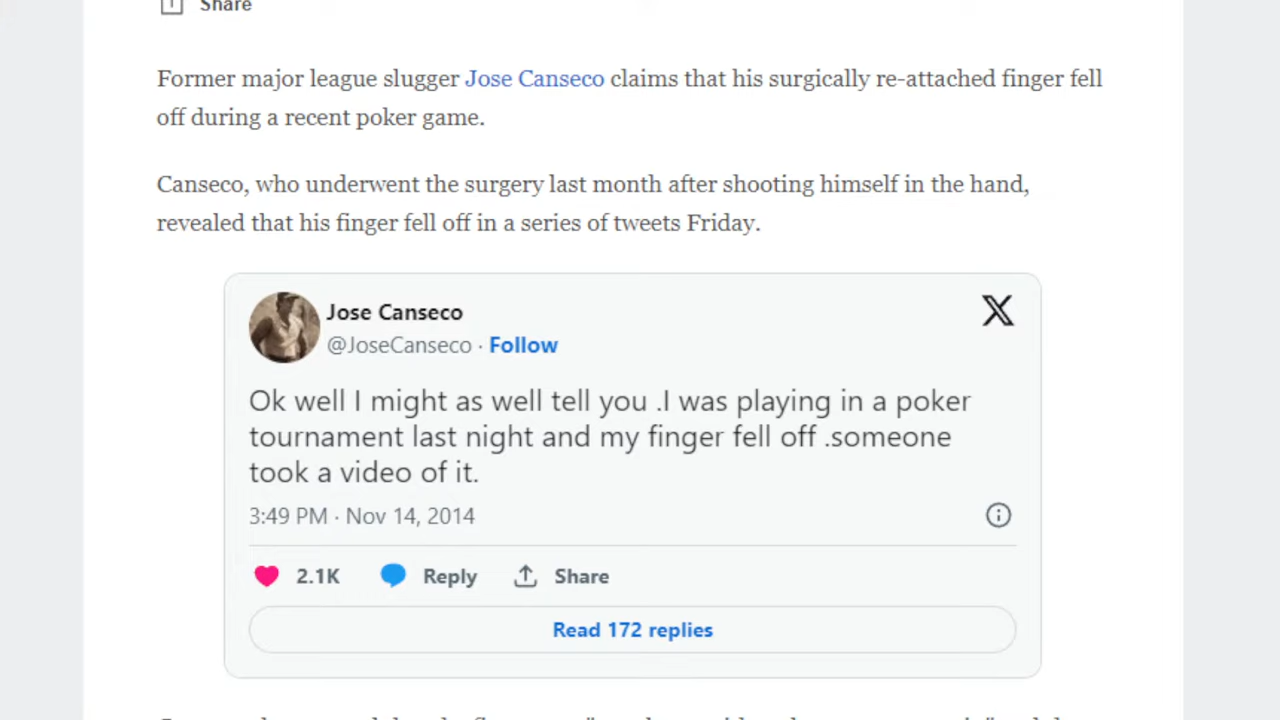 Share
Former major league slugger Jose Canseco claims that his surgically re-attached finger fell
off during a recent poker game.
Canseco, who underwent the surgery last month after shooting himself in the hand,
revealed that his finger fell off in a series of tweets Friday.
Jose Canseco
@JoseCanseco · Follow
Ok well I might as well tell you .I was playing in a poker
tournament last night and my finger fell off .someone
took a video of it.
3:49 PM · Nov 14, 2014
2.1K Reply Share
Read 172 replies